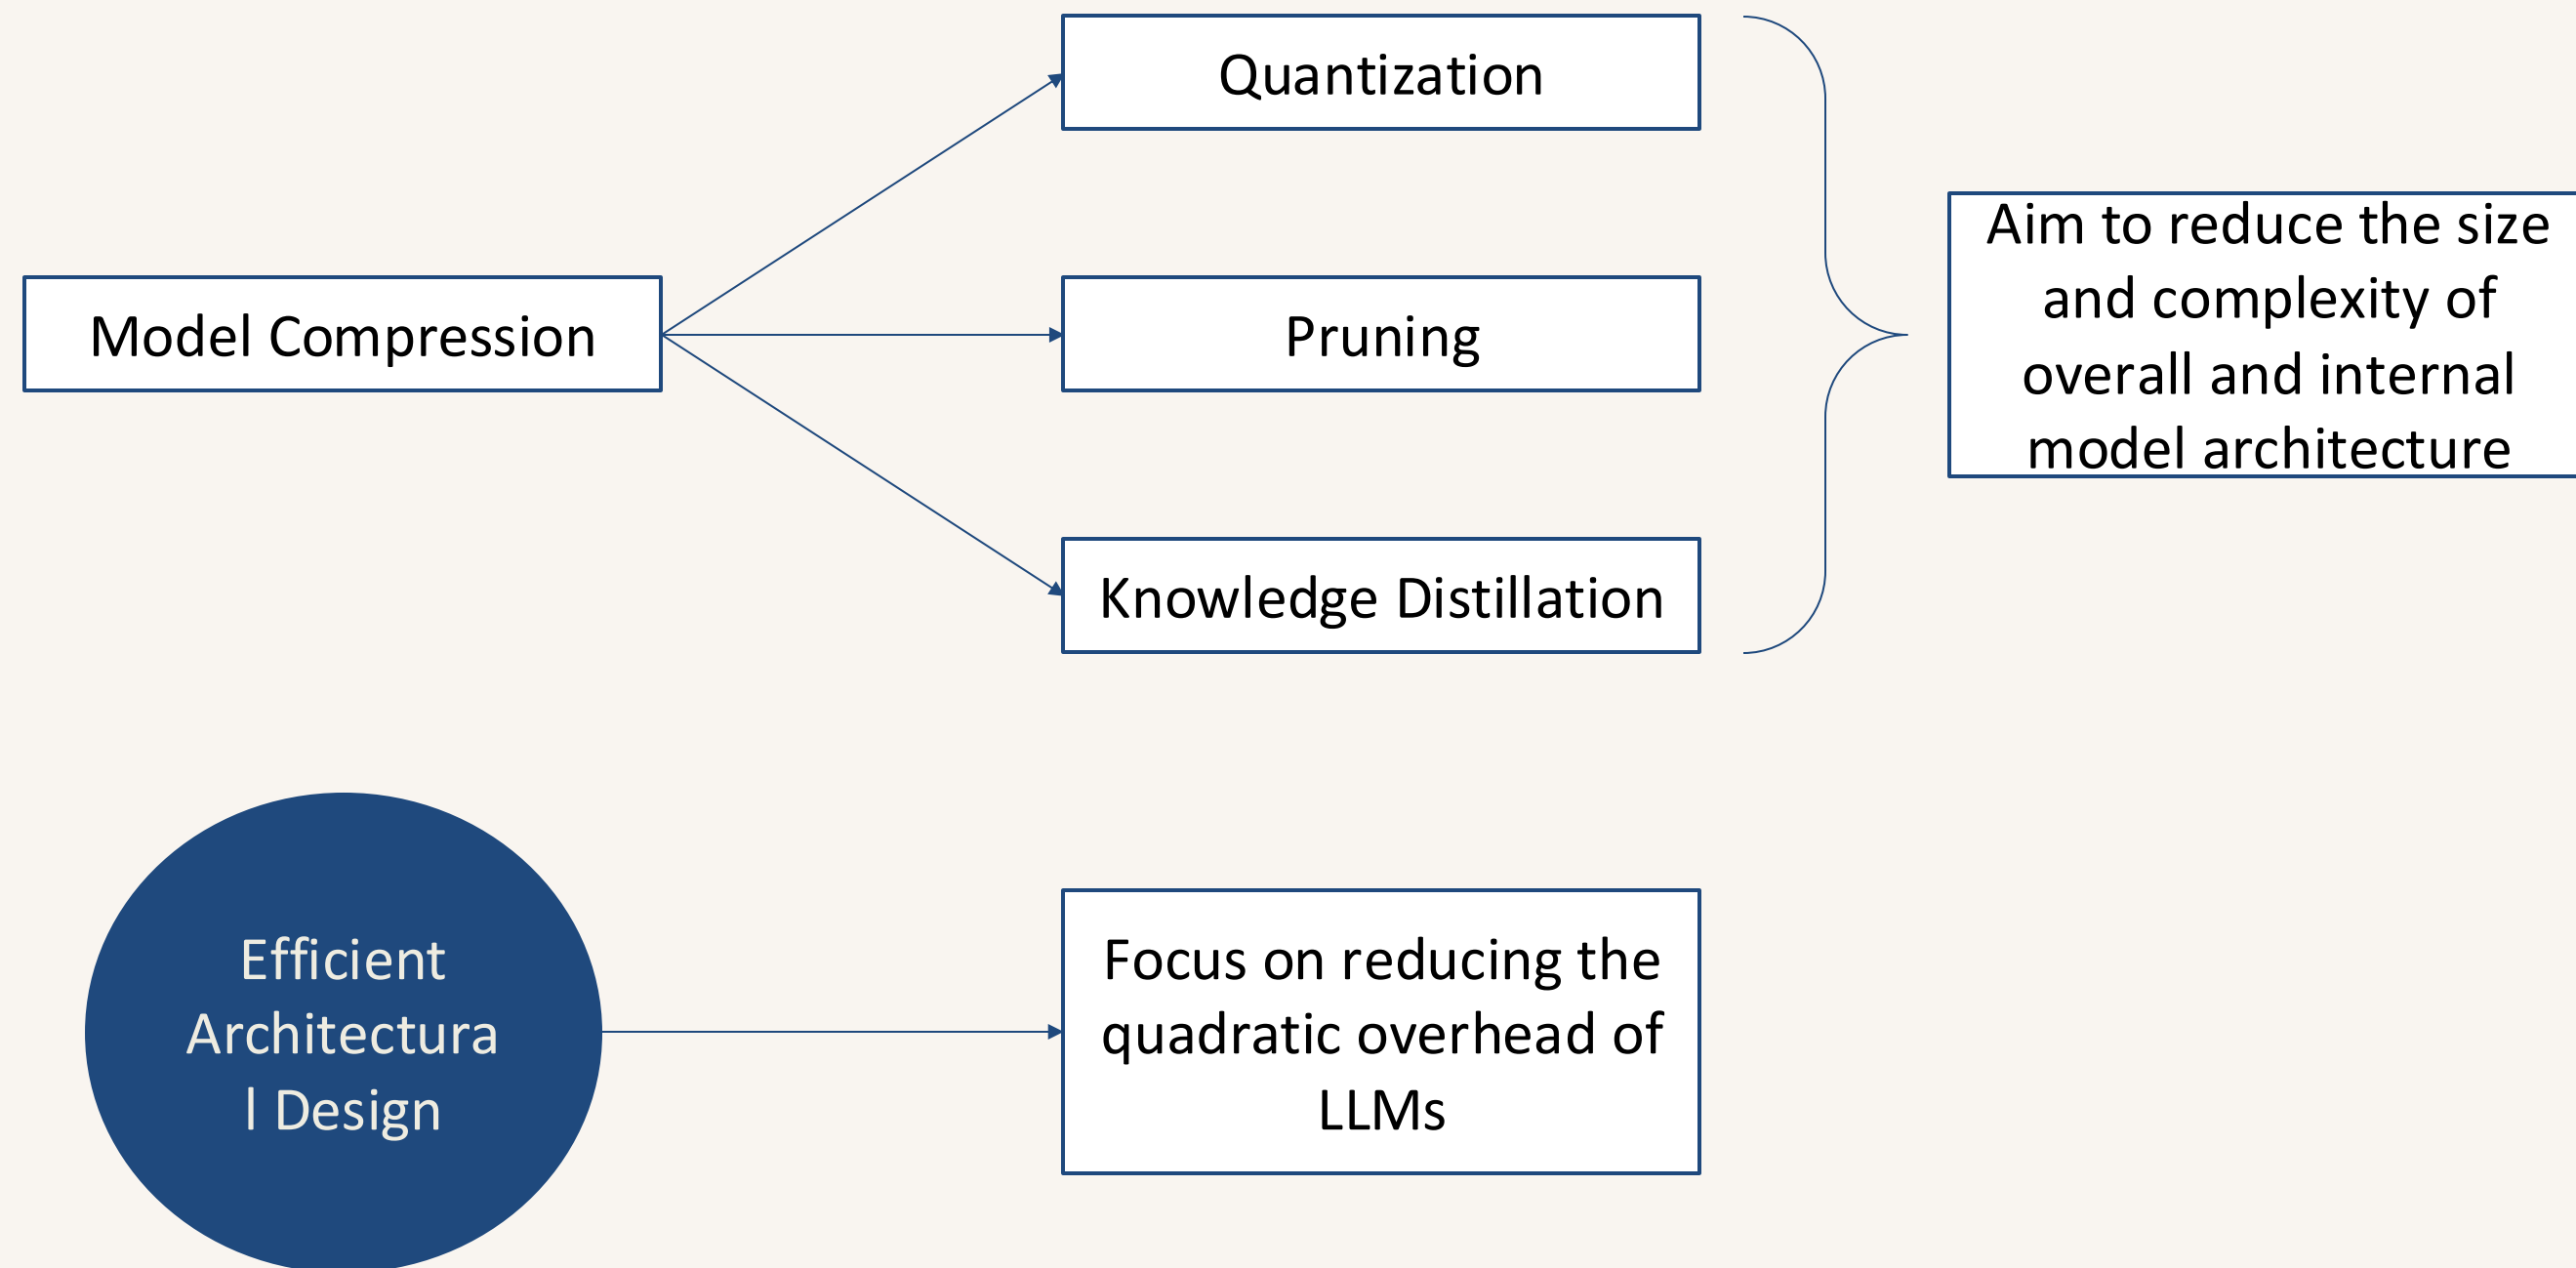 Quantization
Model Compression
Pruning
Knowledge Distillation
Aim to reduce the size
and complexity of
overall and internal
model architecture
Efficient
Architectura
l Design
Focus on reducing the
quadratic overhead of
LLMs